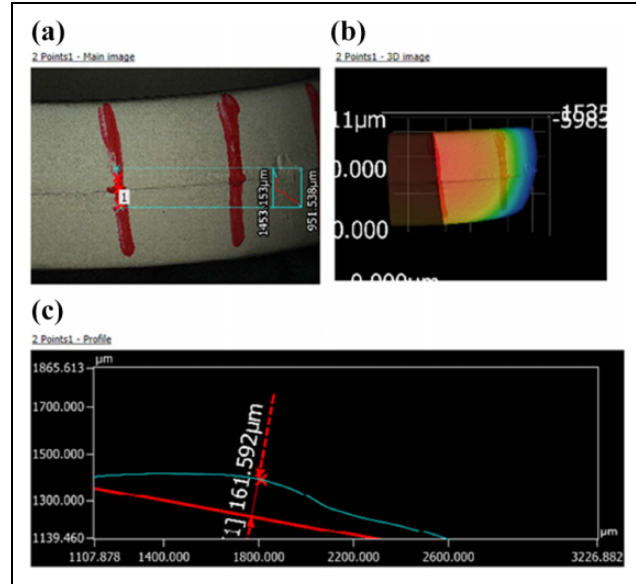 (a)
2 Points1 - Main image
1
1453.153µm
951.538µm
(b)
2 Points1 - 3D image
11µm
0.000
0.000
0.000µm
(c)
2 Points1 - Profile
µm
1865.613
1700.000
1500.000
1300.000
1139.460
[1] 161.592µm
µm
1107.878 1400.000 1800.000 2200.000 2600.000 3226.882